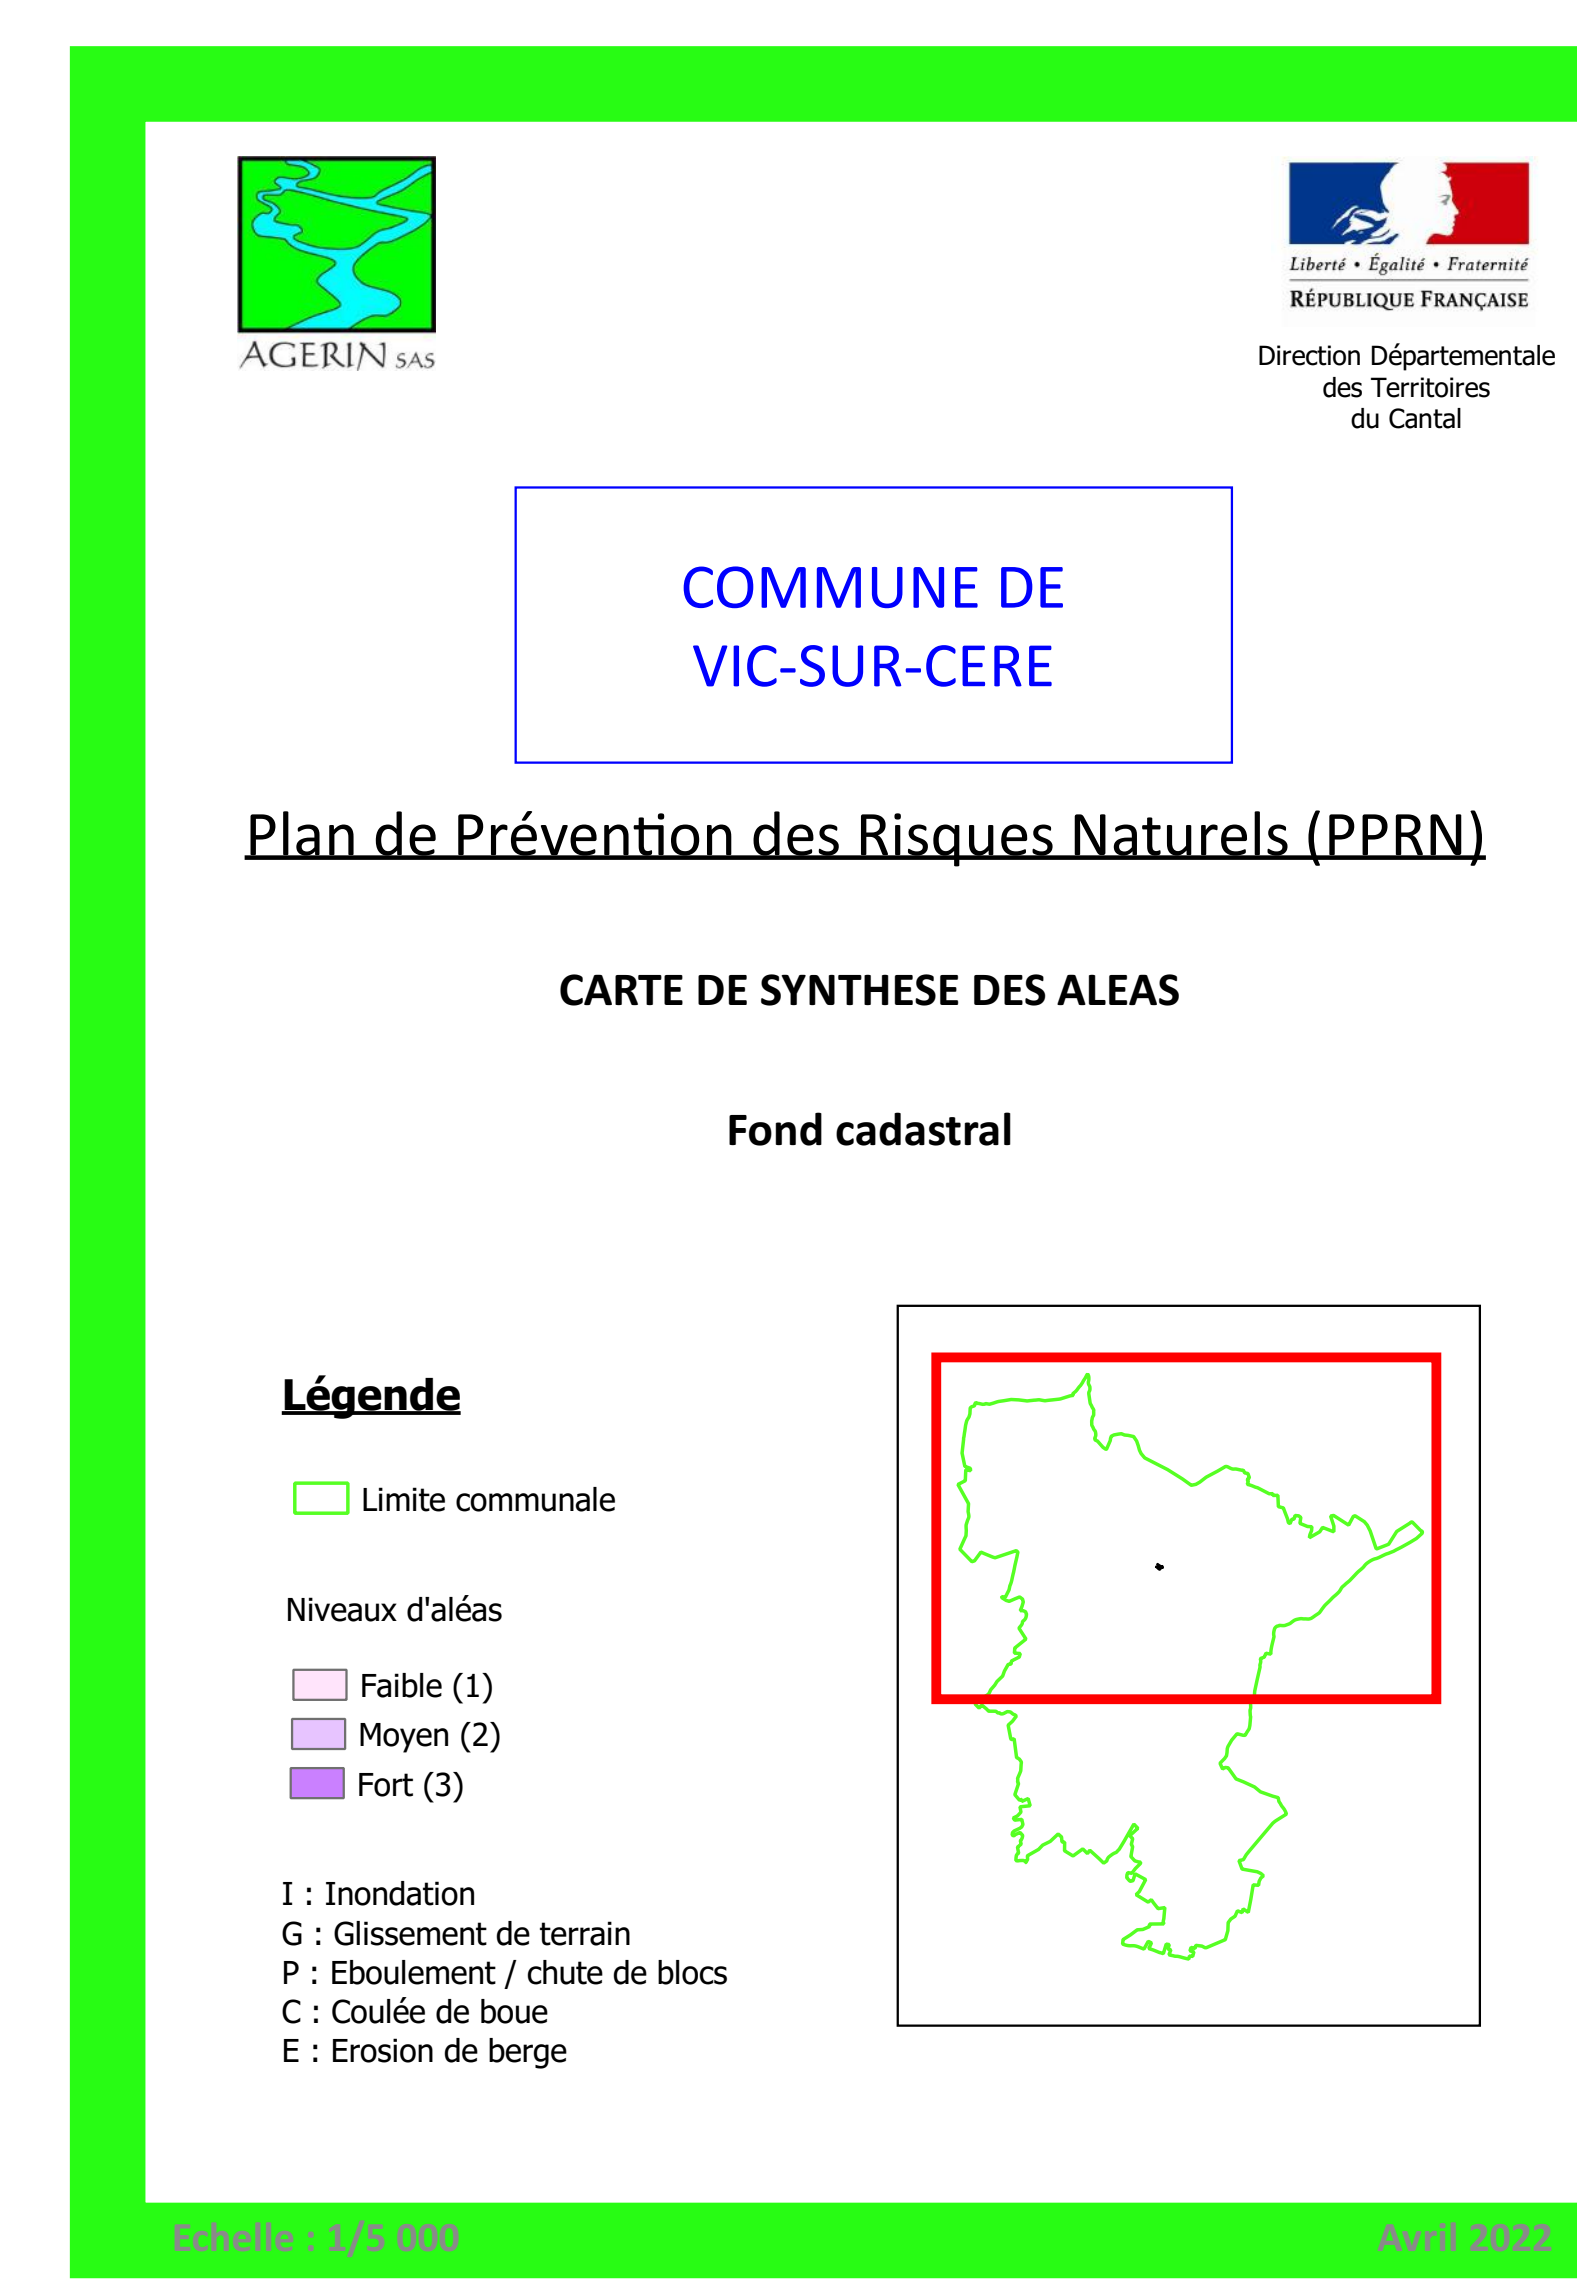 AGERIN SAS
Liberté • Égalité • Fraternité
RÉPUBLIQUE FRANÇAISE
Direction Départementale
des Territoires
du Cantal
COMMUNE DE
VIC-SUR-CERE
Plan de Prévention des Risques Naturels (PPRN)
CARTE DE SYNTHESE DES ALEAS
Fond cadastral
Légende
Limite communale
Niveaux d'aléas
Faible (1)
Moyen (2)
Fort (3)
I : Inondation
G : Glissement de terrain
P : Eboulement / chute de blocs
C : Coulée de boue
E : Erosion de berge
Echelle : 1/5 000
Avril 2022